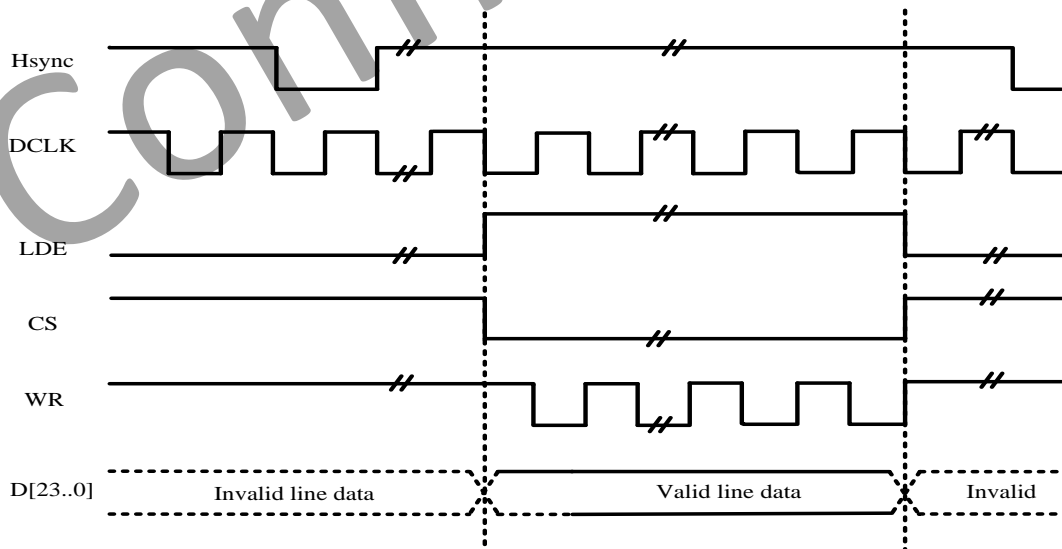 Hsync
DCLK
LDE
CS
WR
D[23..0]
Invalid line data
Valid line data
Invalid